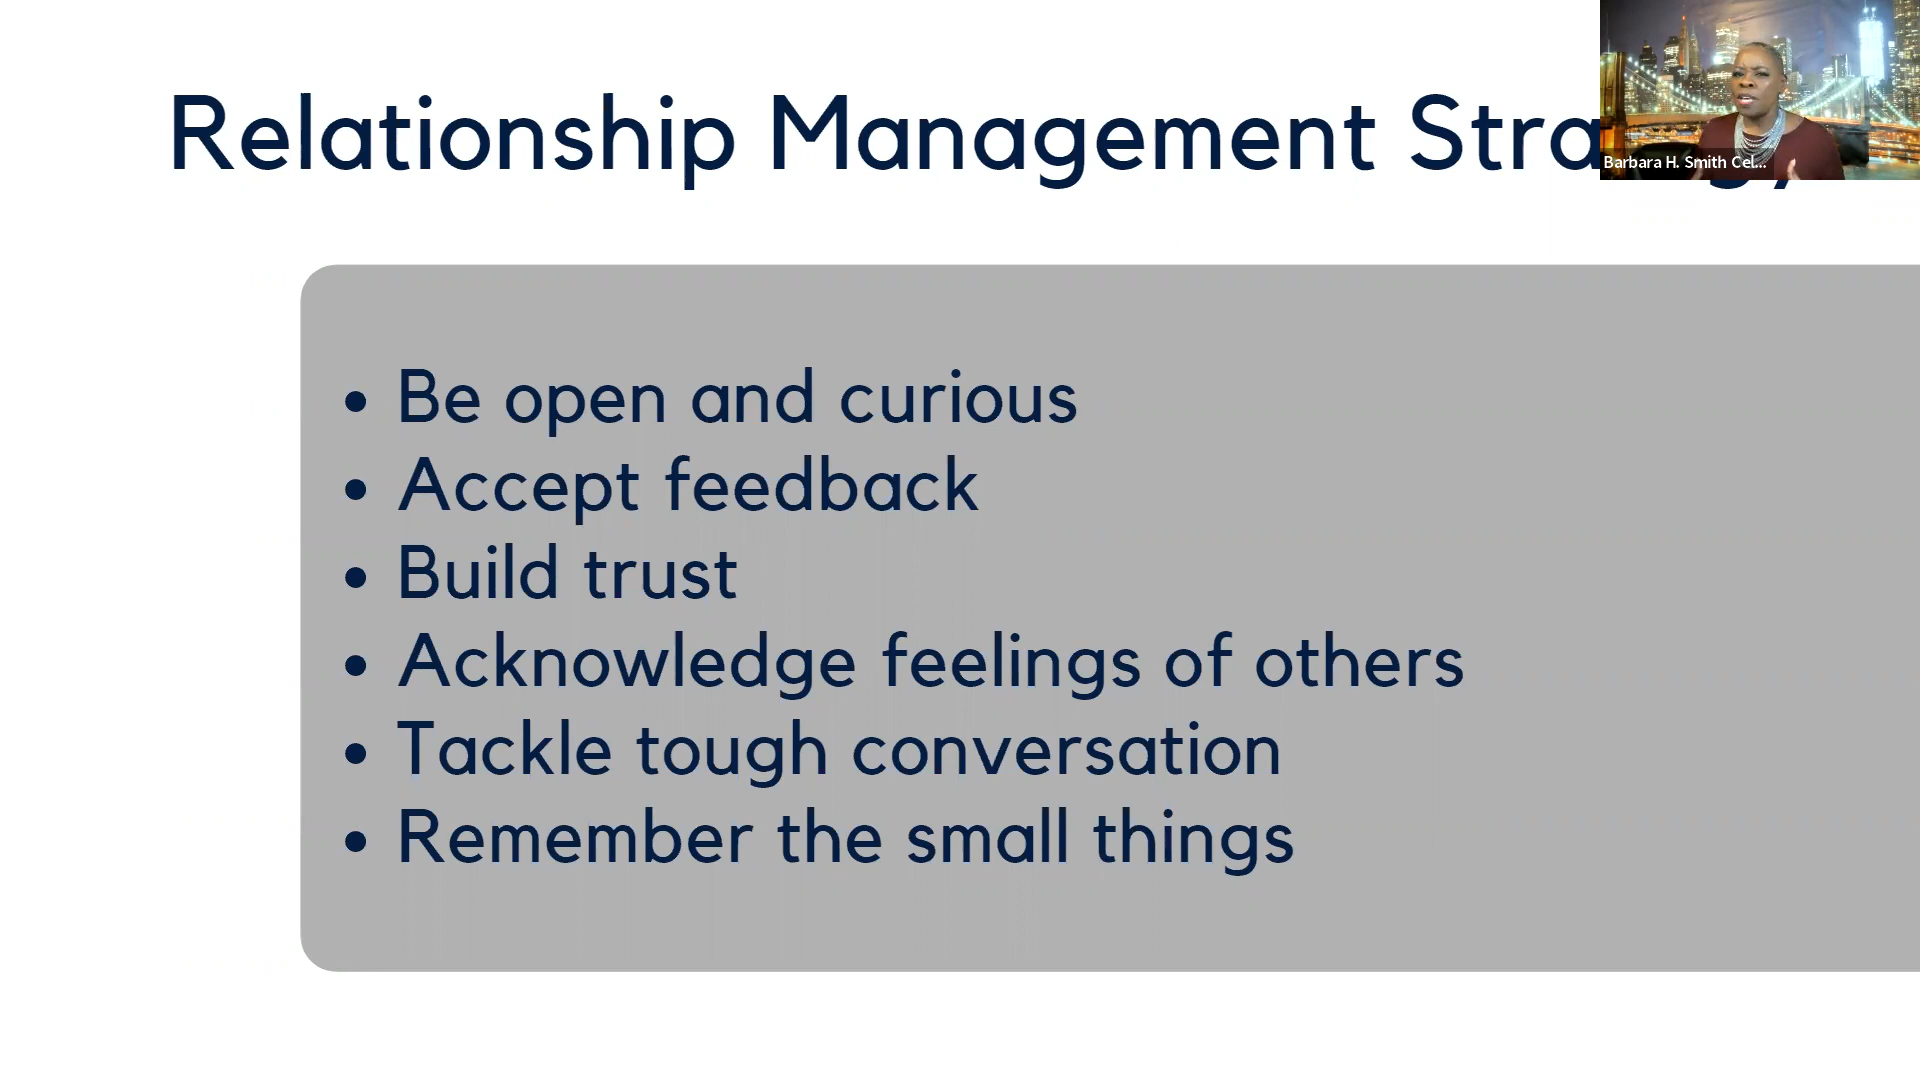 Relationship Management
Barbara H. Smith Cel...
• Be open and curious
• Accept feedback
• Build trust
• Acknowledge feelings of others
• Tackle tough conversation
• Remember the small things